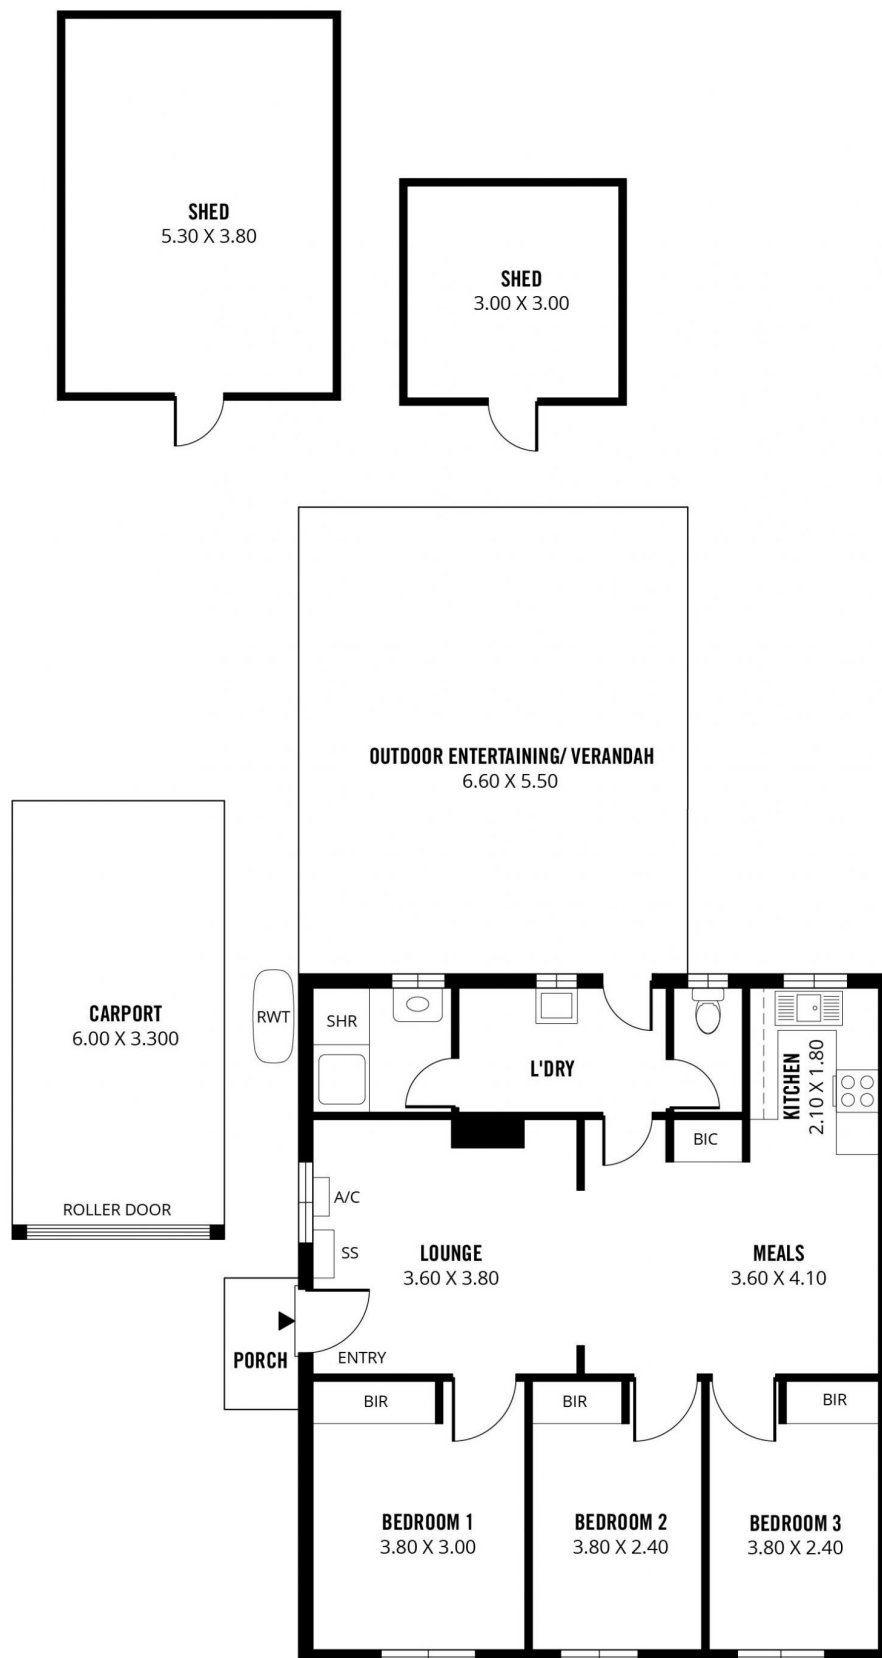 SHED
5.30 X 3.80
SHED
3.00 X 3.00
OUTDOOR ENTERTAINING/ VERANDAH
6.60 X 5.50
CARPORT
6.00 X 3.300
ROLLER DOOR
RWT
SHR
L'DRY
KITCHEN
2.10 X 1.80
BIC
A/C
SS
LOUNGE
3.60 X 3.80
MEALS
3.60 X 4.10
PORCH
ENTRY
BIR
BIR
BIR
BEDROOM 1
3.80 X 3.00
BEDROOM 2
3.80 X 2.40
BEDROOM 3
3.80 X 2.40